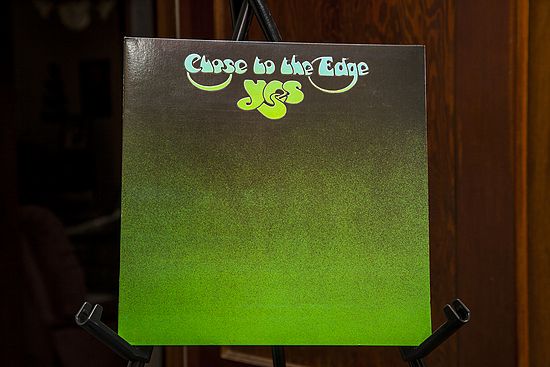 Close to the Edge
yes